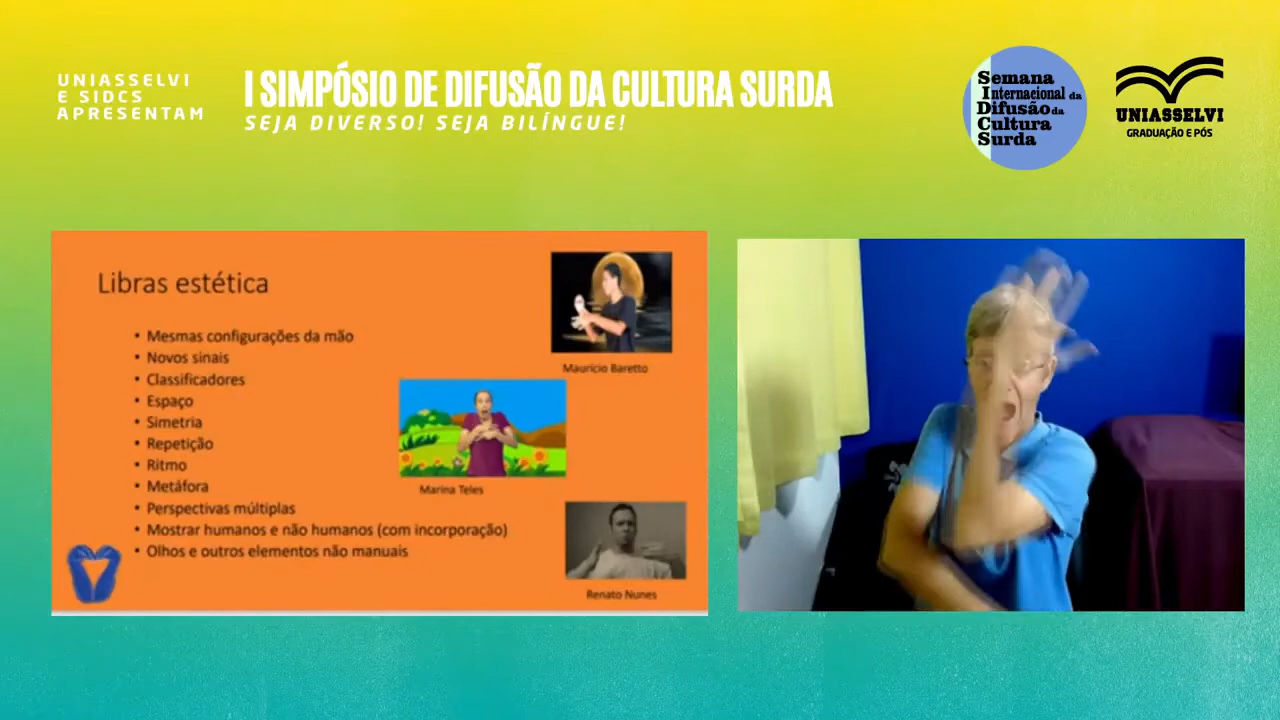 UNIASSELVI
E SIDCS
APRESENTAM
I SIMPÓSIO DE DIFUSÃO DA CULTURA SURDA
SEJA DIVERSO! SEJA BILÍNGUE!
Semana
Internacional da
Difusão da
Cultura
Surda
UNIASSELVI
GRADUAÇÃO E PÓS
Libras estética
• Mesmas configurações da mão
• Novos sinais
• Classificadores
• Espaço
• Simetria
• Repetição
• Ritmo
• Metáfora
• Perspectivas múltiplas
• Mostrar humanos e não humanos (com incorporação)
• Olhos e outros elementos não manuais
Mauricio Baretto
Marina Teles
Renato Nunes